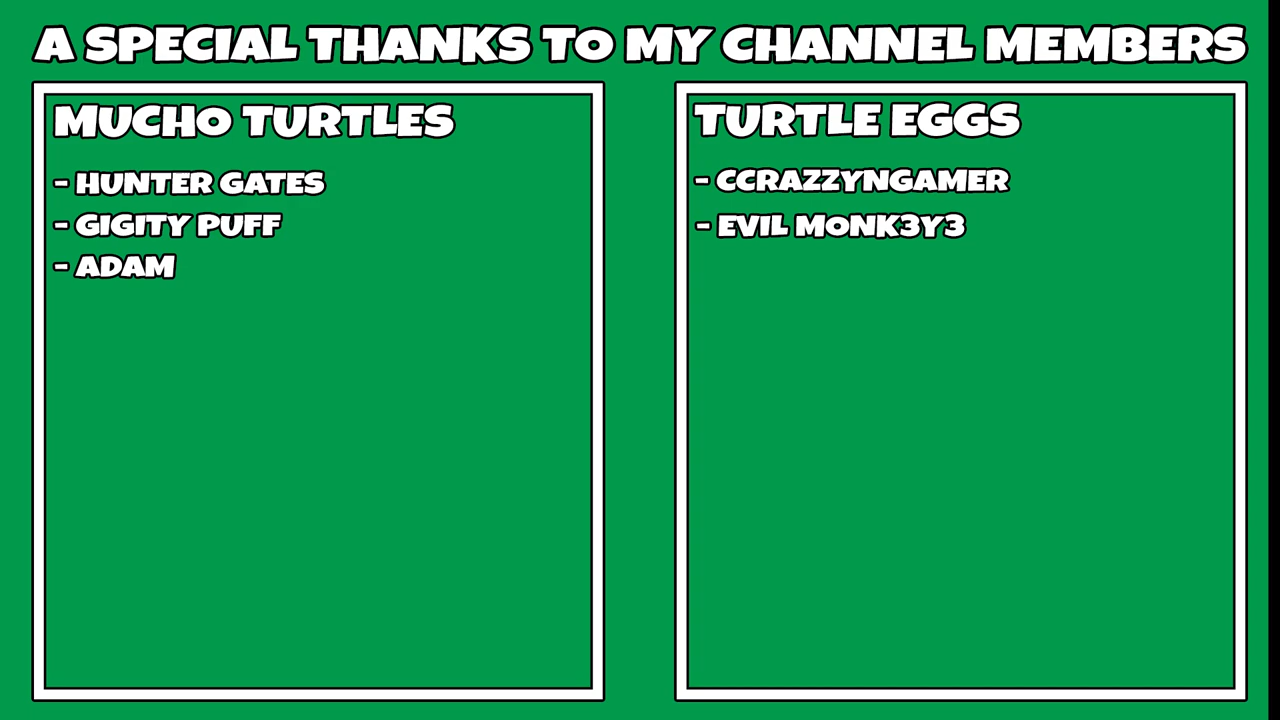 A SPECIAL THANKS TO MY CHANNEL MEMBERS
MUCHO TURTLES
- HUNTER GATES
- GIGITY PUFF
- ADAM
TURTLE EGGS
- CCRAZZYNGAMER
- EVIL MONK3Y3